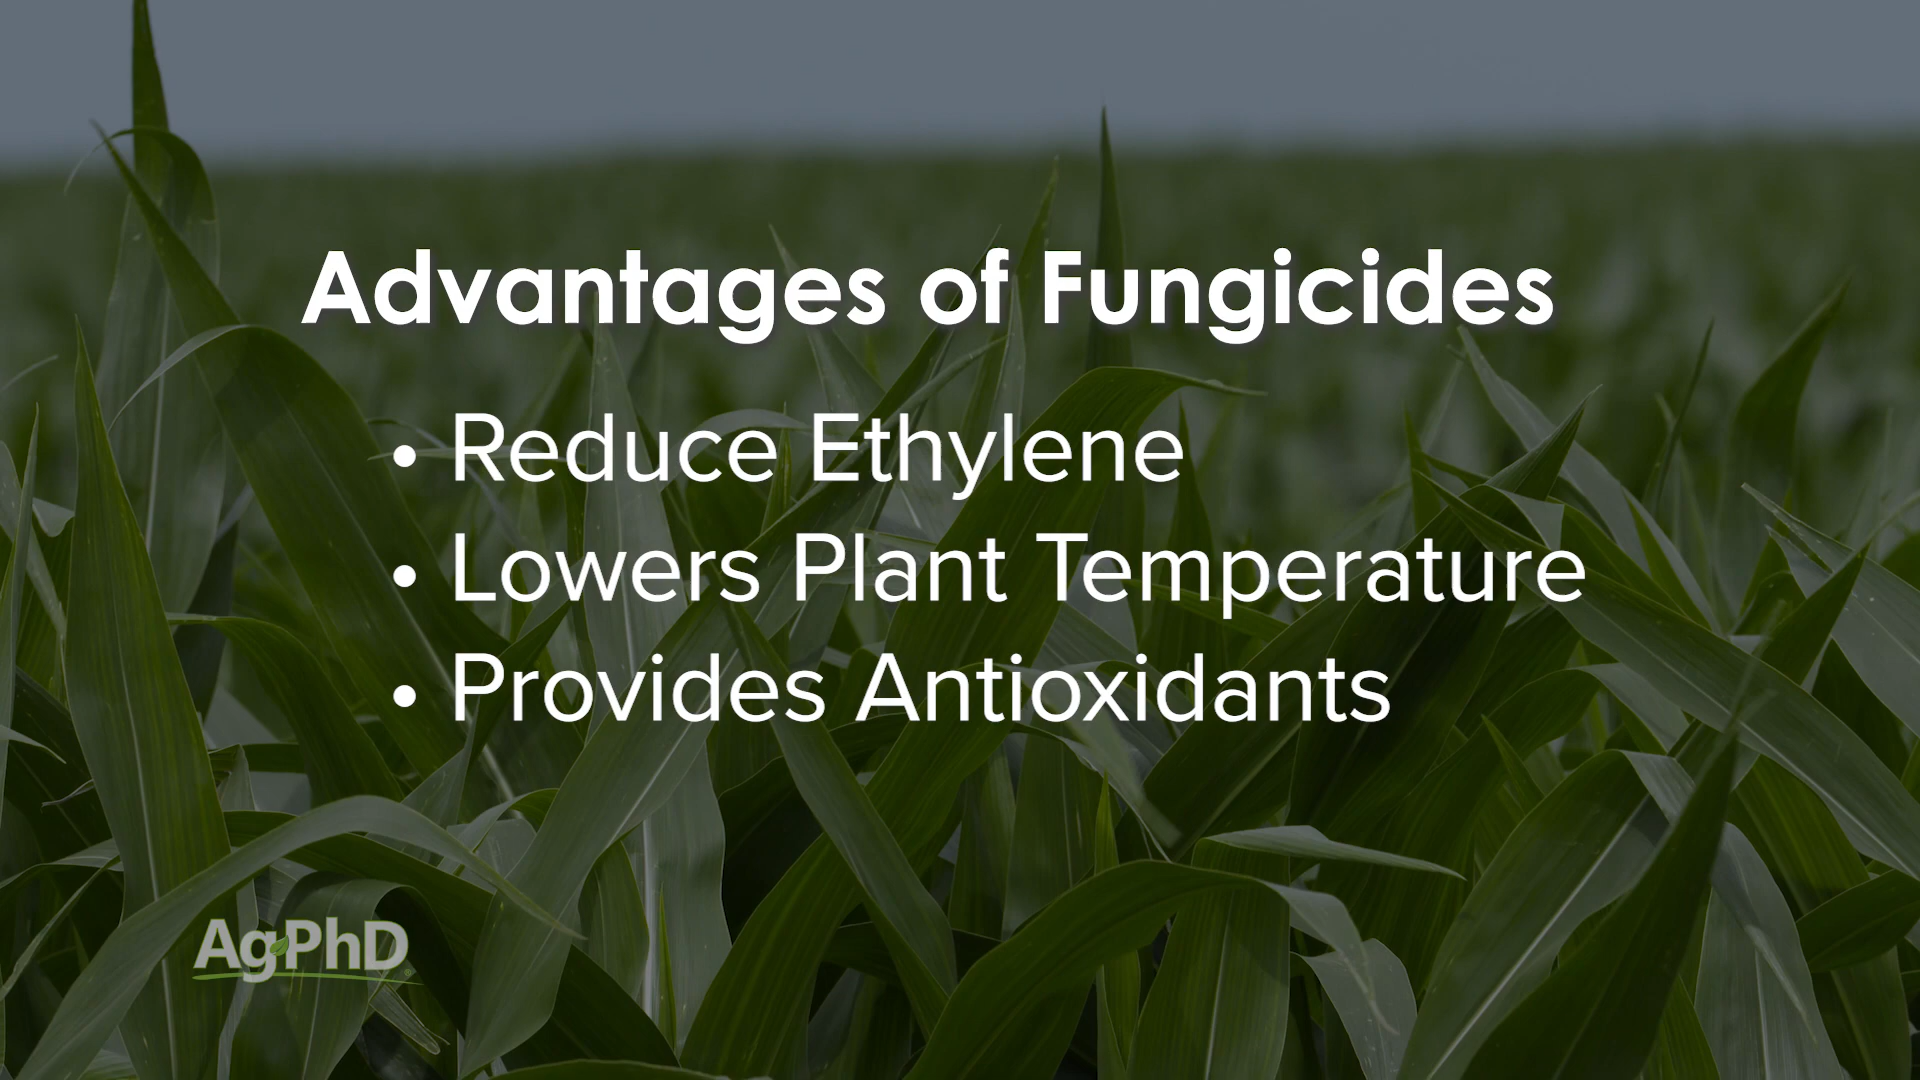 Advantages of Fungicides
• Reduce Ethylene
• Lowers Plant Temperature
• Provides Antioxidants
AgPhD